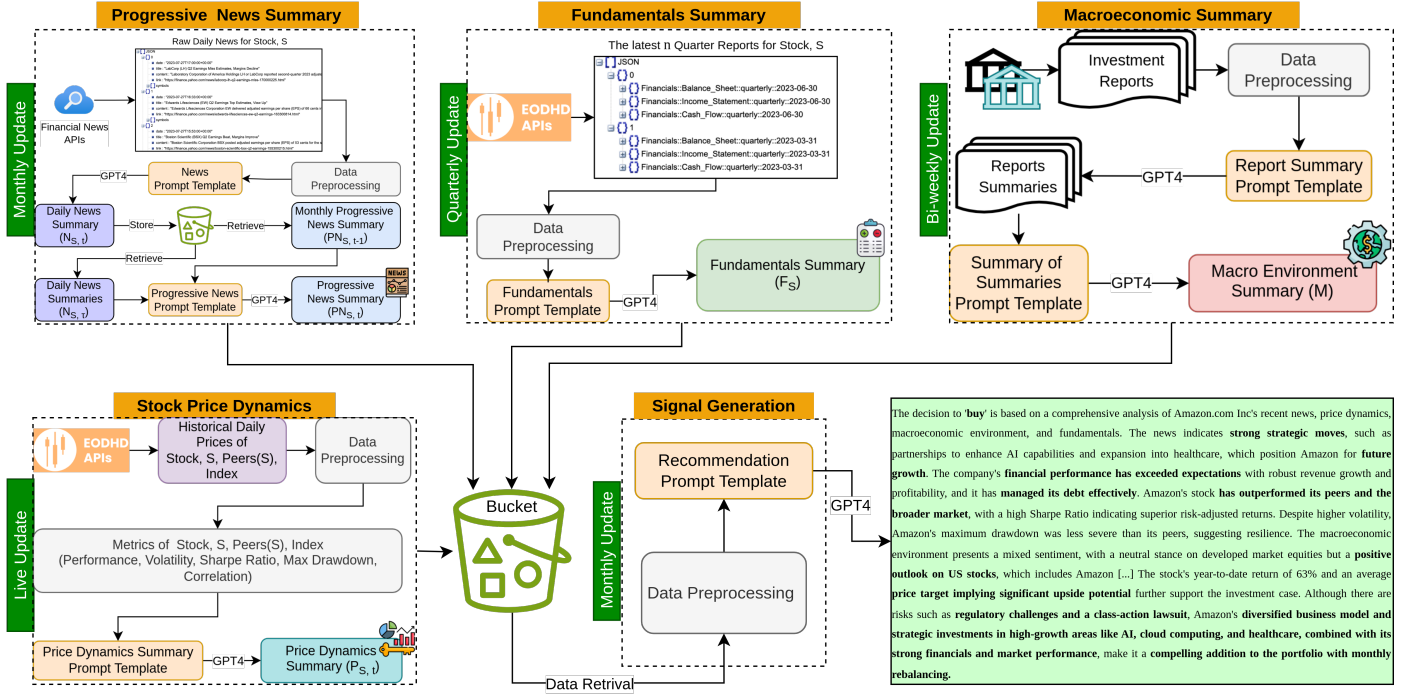 Progressive News Summary
Monthly Update
Raw Daily News for Stock, S
JSON
0
date : "2023-07-27T17:00:00+00:00"
symbols
1
symbols
2
Financial News
APIs
GPT4
News
Prompt Template
Data
Preprocessing
Daily News
Summary
(NS, t)
Store
Retrieve
Monthly Progressive
News Summary
(PNS, t-1)
Retrieve
Daily News
Summaries
(NS, τ)
Progressive News
Prompt Template
GPT4
NEWS
Progressive
News Summary
(PNS, t)
Fundamentals Summary
Quarterly Update
The latest n Quarter Reports for Stock, S
EODHD
APIs
JSON
0
Financials::Balance_Sheet::quarterly::2023-06-30
Financials::Income_Statement::quarterly::2023-06-30
Financials::Cash_Flow::quarterly::2023-06-30
1
Financials::Balance_Sheet::quarterly::2023-03-31
Financials::Income_Statement::quarterly::2023-03-31
Financials::Cash_Flow::quarterly::2023-03-31
Data
Preprocessing
Fundamentals
Prompt Template
GPT4
Fundamentals Summary
(FS)
Macroeconomic Summary
Bi-weekly Update
Investment
Reports
Data
Preprocessing
Reports
Summaries
GPT4
Report Summary
Prompt Template
Summary of
Summaries
Prompt Template
GPT4
Macro Environment
Summary (M)
Stock Price Dynamics
Live Update
EODHD
APIs
Historical Daily
Prices of
Stock, S, Peers(S),
Index
Data
Preprocessing
Metrics of Stock, S, Peers(S), Index
(Performance, Volatility, Sharpe Ratio, Max Drawdown,
Correlation)
Price Dynamics Summary
Prompt Template
GPT4
Price Dynamics
Summary (PS, t)
Bucket
Data Retrival
Signal Generation
Monthly Update
Recommendation
Prompt Template
Data Preprocessing
GPT4
The decision to 'buy' is based on a comprehensive analysis of Amazon.com Inc's recent news, price dynamics,
macroeconomic environment, and fundamentals. The news indicates strong strategic moves, such as
partnerships to enhance AI capabilities and expansion into healthcare, which position Amazon for future
growth. The company's financial performance has exceeded expectations with robust revenue growth and
profitability, and it has managed its debt effectively. Amazon's stock has outperformed its peers and the
broader market, with a high Sharpe Ratio indicating superior risk-adjusted returns. Despite higher volatility,
Amazon's maximum drawdown was less severe than its peers, suggesting resilience. The macroeconomic
environment presents a mixed sentiment, with a neutral stance on developed market equities but a positive
outlook on US stocks, which includes Amazon [...] The stock's year-to-date return of 63% and an average
price target implying significant upside potential further support the investment case. Although there are
risks such as regulatory challenges and a class-action lawsuit, Amazon's diversified business model and
strategic investments in high-growth areas like AI, cloud computing, and healthcare, combined with its
strong financials and market performance, make it a compelling addition to the portfolio with monthly
rebalancing.